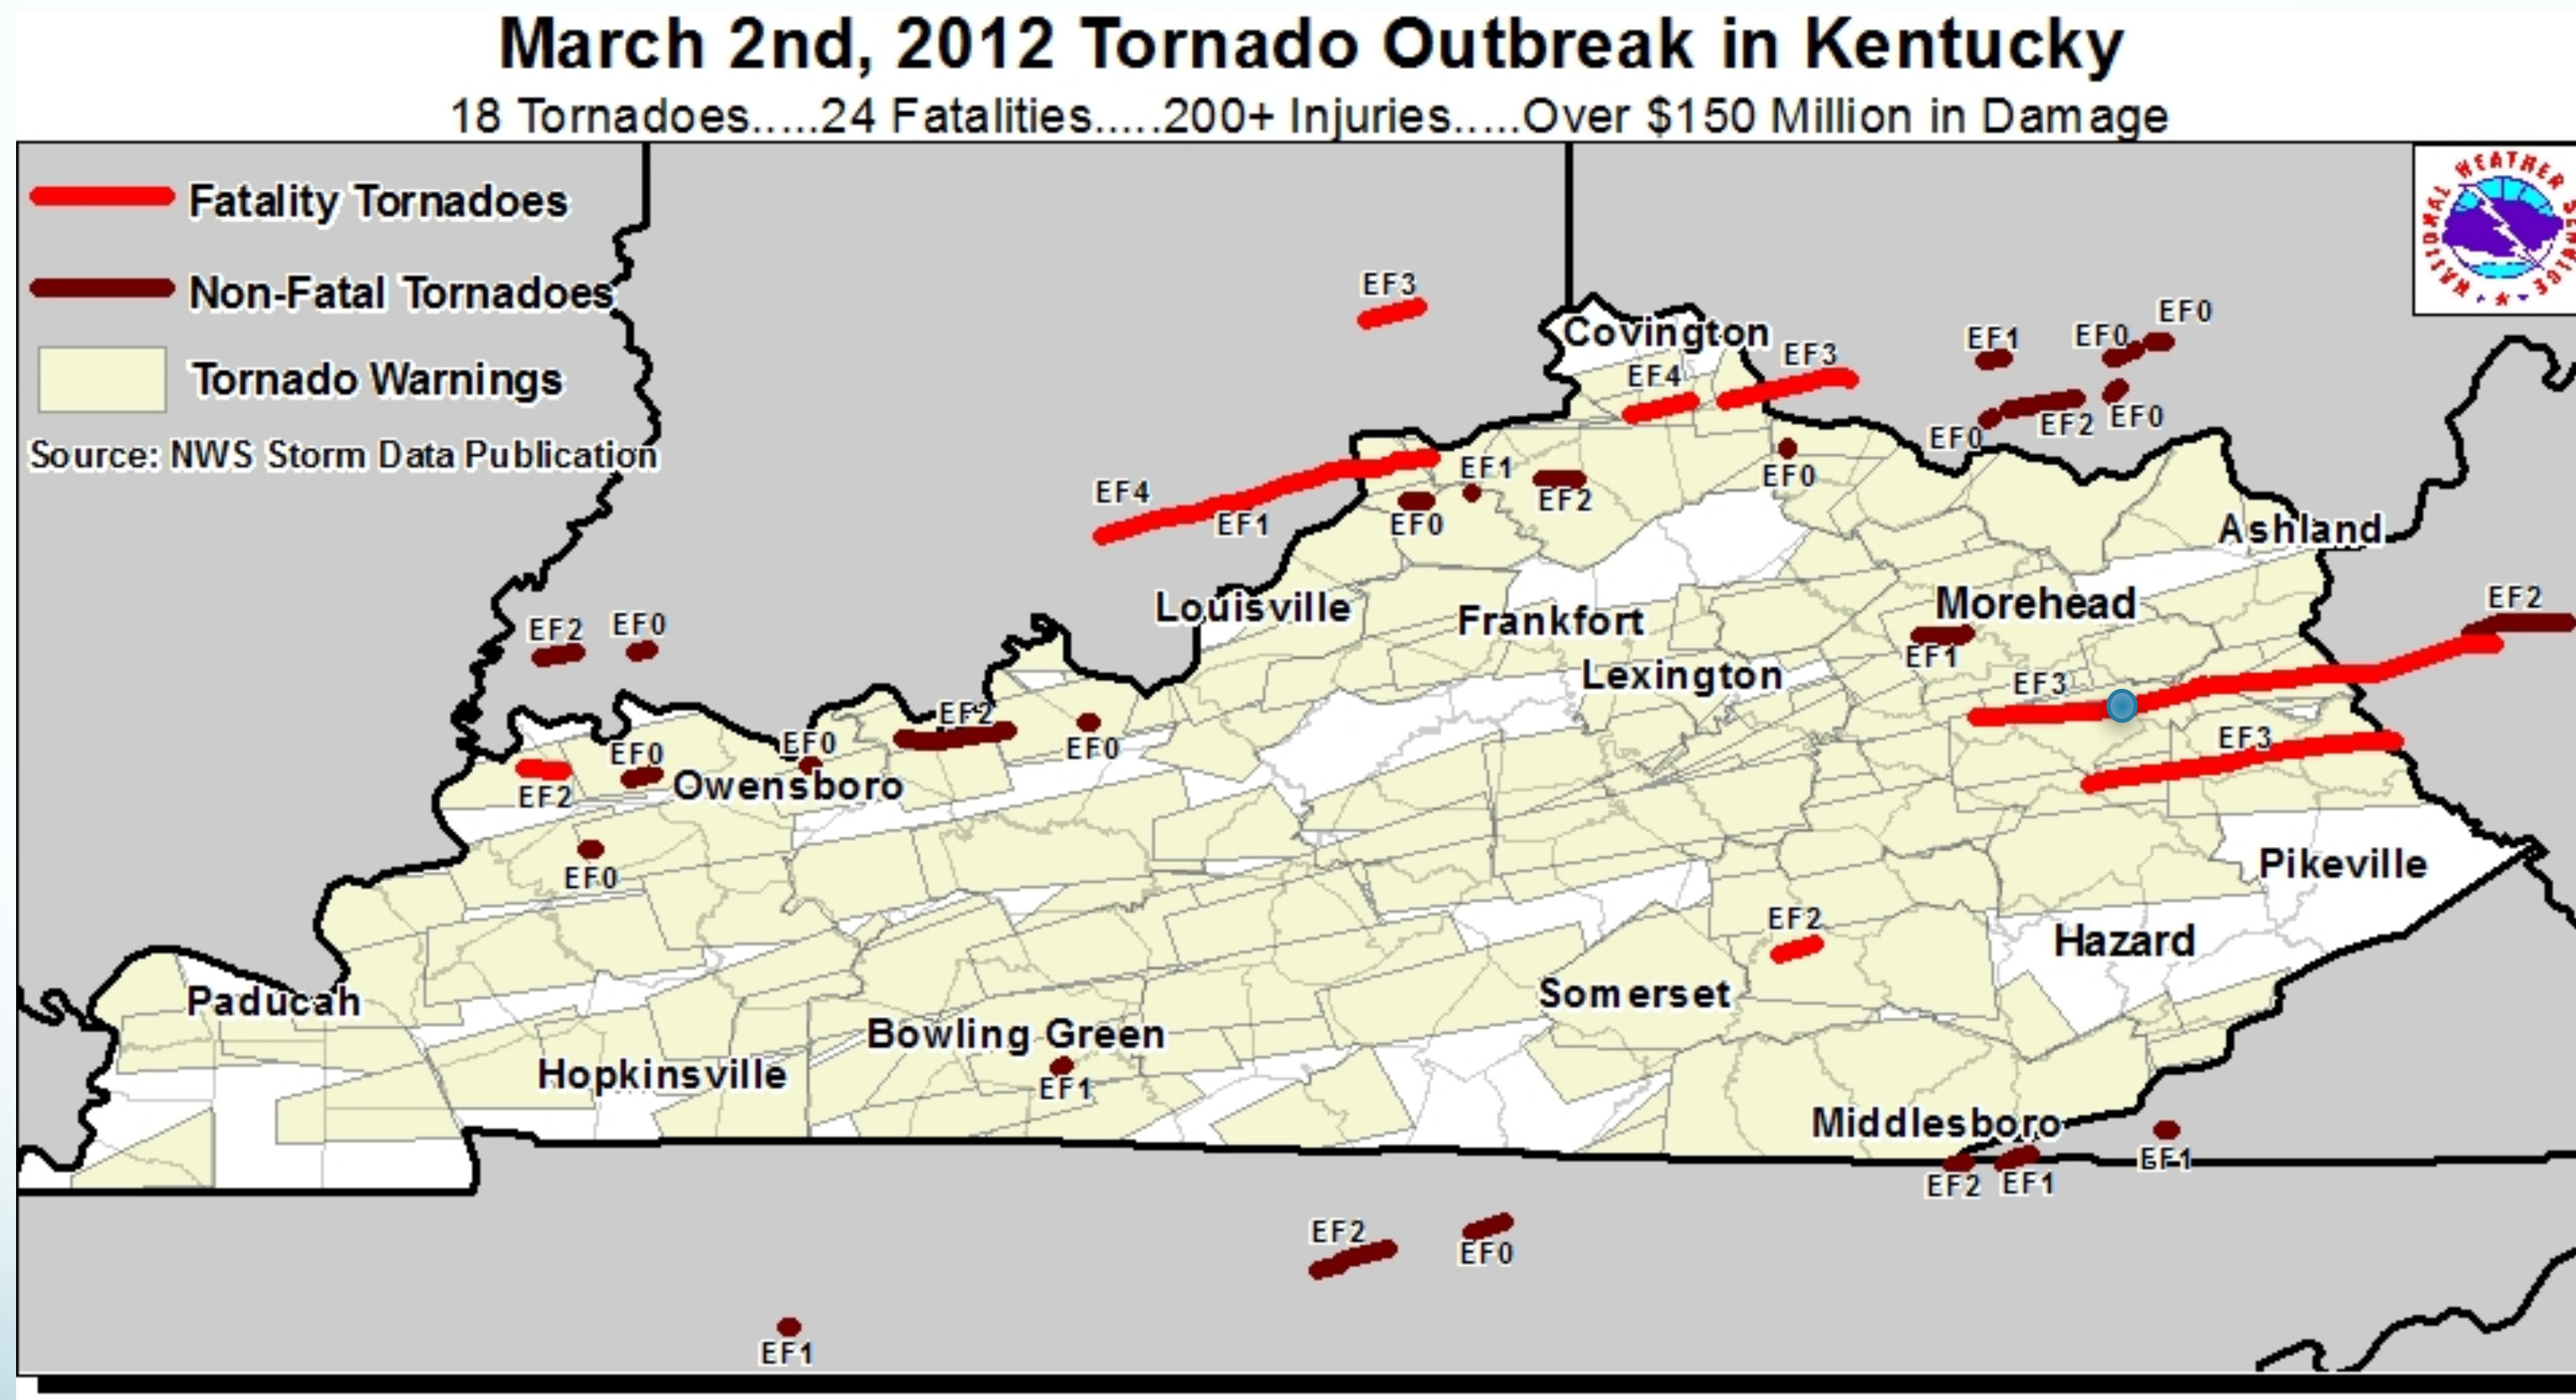 March 2nd, 2012 Tornado Outbreak in Kentucky
18 Tornadoes.....24 Fatalities.....200+ Injuries.....Over $150 Million in Damage
Fatality Tornadoes
Non-Fatal Tornadoes
Tornado Warnings
Source: NWS Storm Data Publication
NATIONAL WEATHER SERVICE
EF3
EF0
Covington
EF1
EF0
EF3
EF4
EF0
EF2
EF0
EF1
EF4
EF0
EF2
EF0
EF1
Ashland
EF2
Louisville
Frankfort
Morehead
EF2
EF0
EF1
Lexington
EF3
EF2
EF0
EF0
EF0
EF3
EF2
Owensboro
EF0
Pikeville
EF2
Hazard
Somerset
Paducah
Bowling Green
Hopkinsville
EF1
Middlesboro
EF1
EF2
EF1
EF2
EF0
EF1